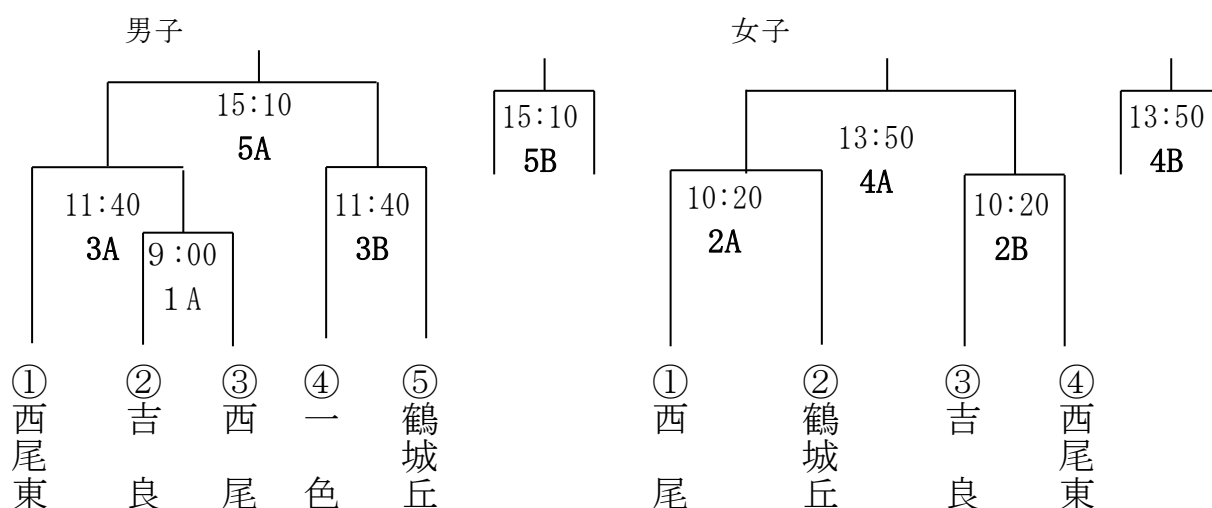 男子
15:10
5A
11:40
3A
9:00
1A
11:40
3B
15:10
5B
①西尾東
②吉良
③西尾
④一色
⑤鶴城丘
女子
13:50
4A
10:20
2A
10:20
2B
13:50
4B
①西尾
②鶴城丘
③吉良
④西尾東